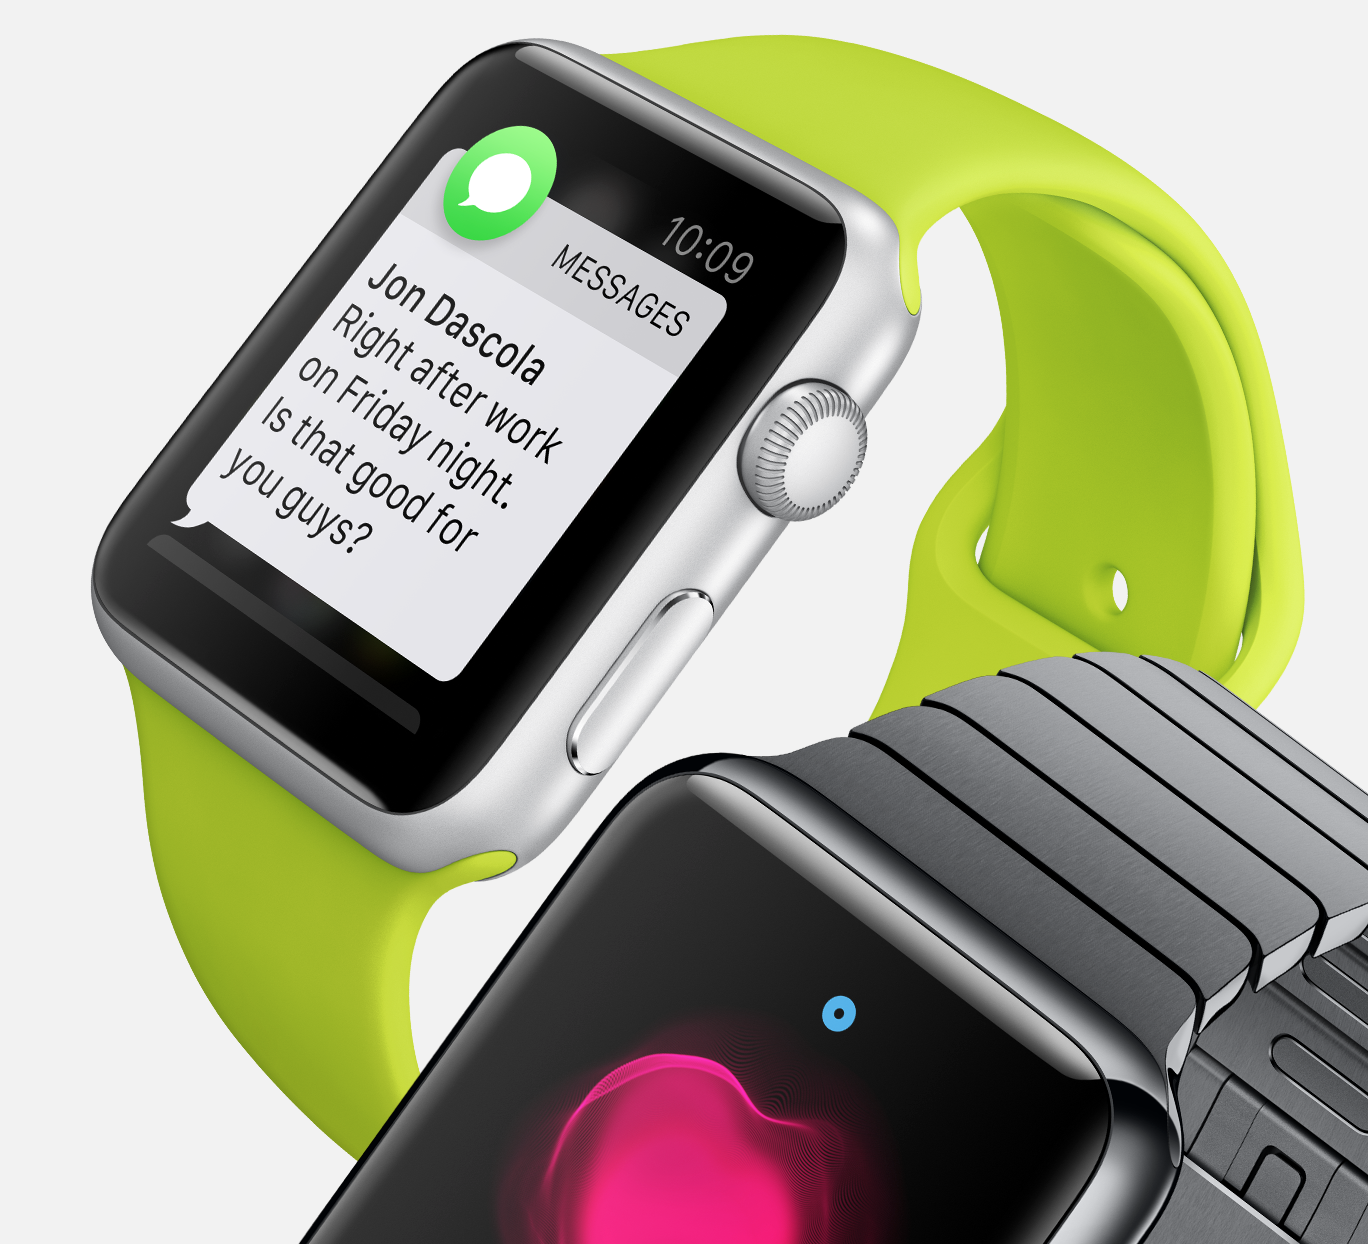 10:09
MESSAGES
Jon Dascola
Right after work
on Friday night.
Is that good for
you guys?